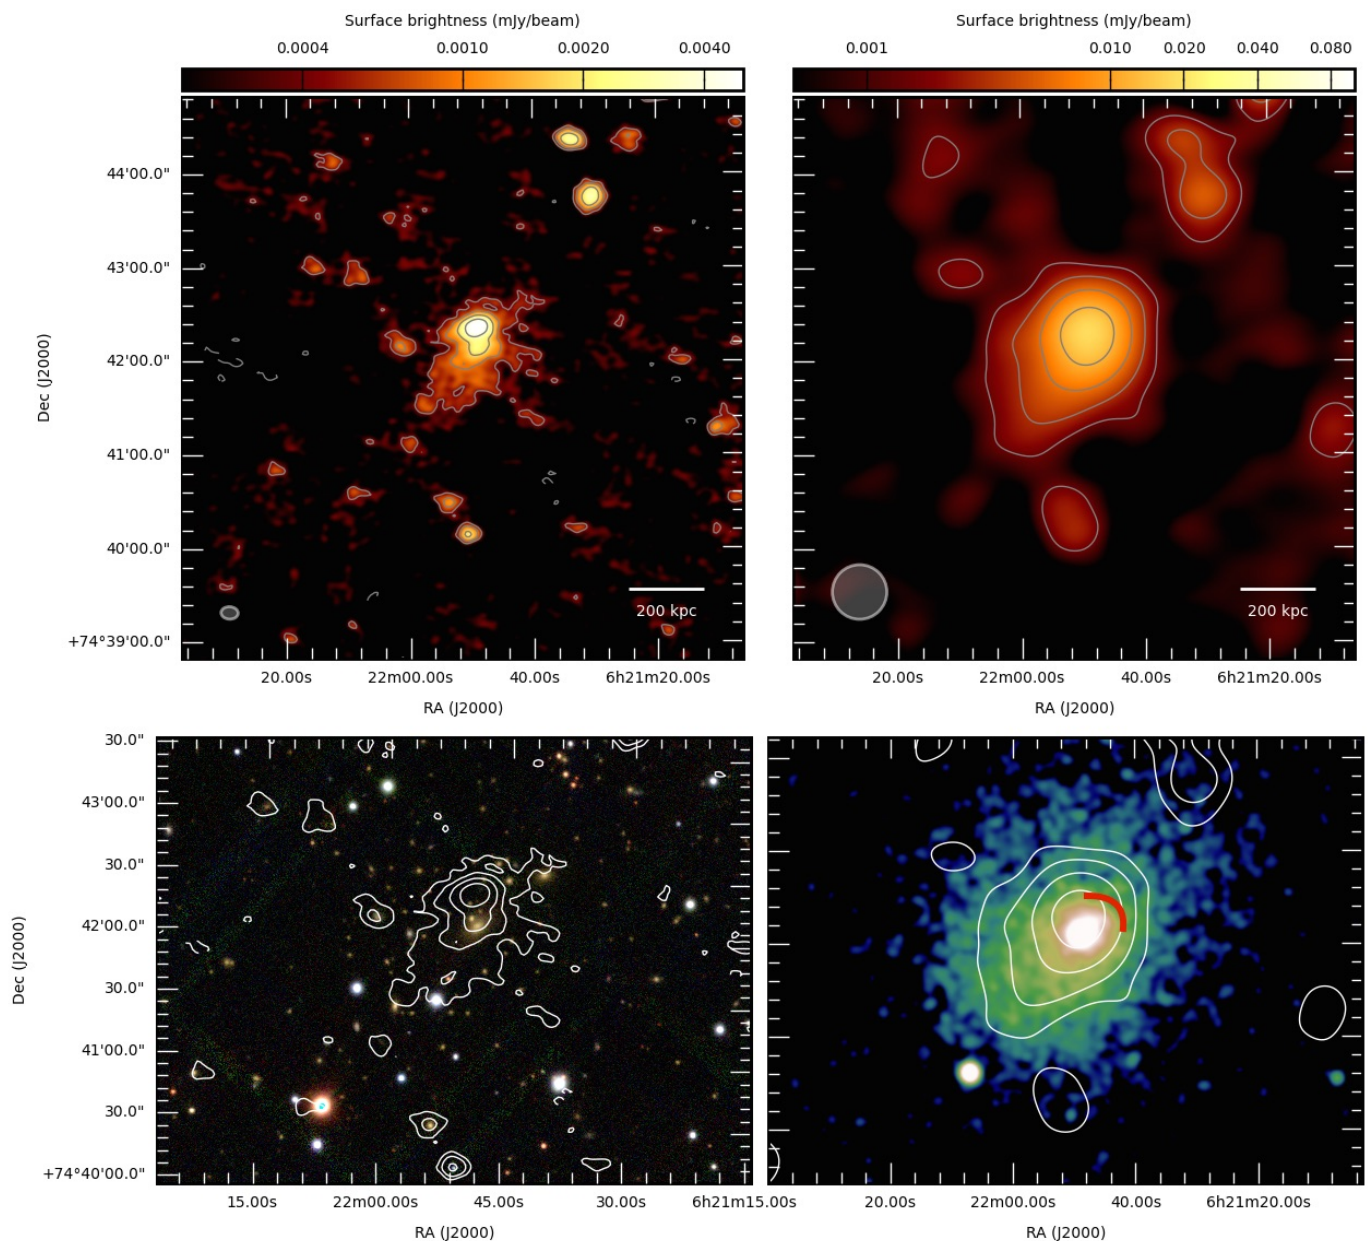 Surface brightness (mJy/beam)
0.0004 0.0010 0.0020 0.0040
44'00.0"
43'00.0"
42'00.0"
41'00.0"
40'00.0"
+74°39'00.0"
Dec (J2000)
200 kpc
20.00s 22m00.00s 40.00s 6h21m20.00s
RA (J2000)
Surface brightness (mJy/beam)
0.001 0.010 0.020 0.040 0.080
200 kpc
20.00s 22m00.00s 40.00s 6h21m20.00s
RA (J2000)
30.0"
43'00.0"
30.0"
42'00.0"
30.0"
41'00.0"
30.0"
+74°40'00.0"
Dec (J2000)
15.00s 22m00.00s 45.00s 30.00s 6h21m15.00s
RA (J2000)
20.00s 22m00.00s 40.00s 6h21m20.00s
RA (J2000)